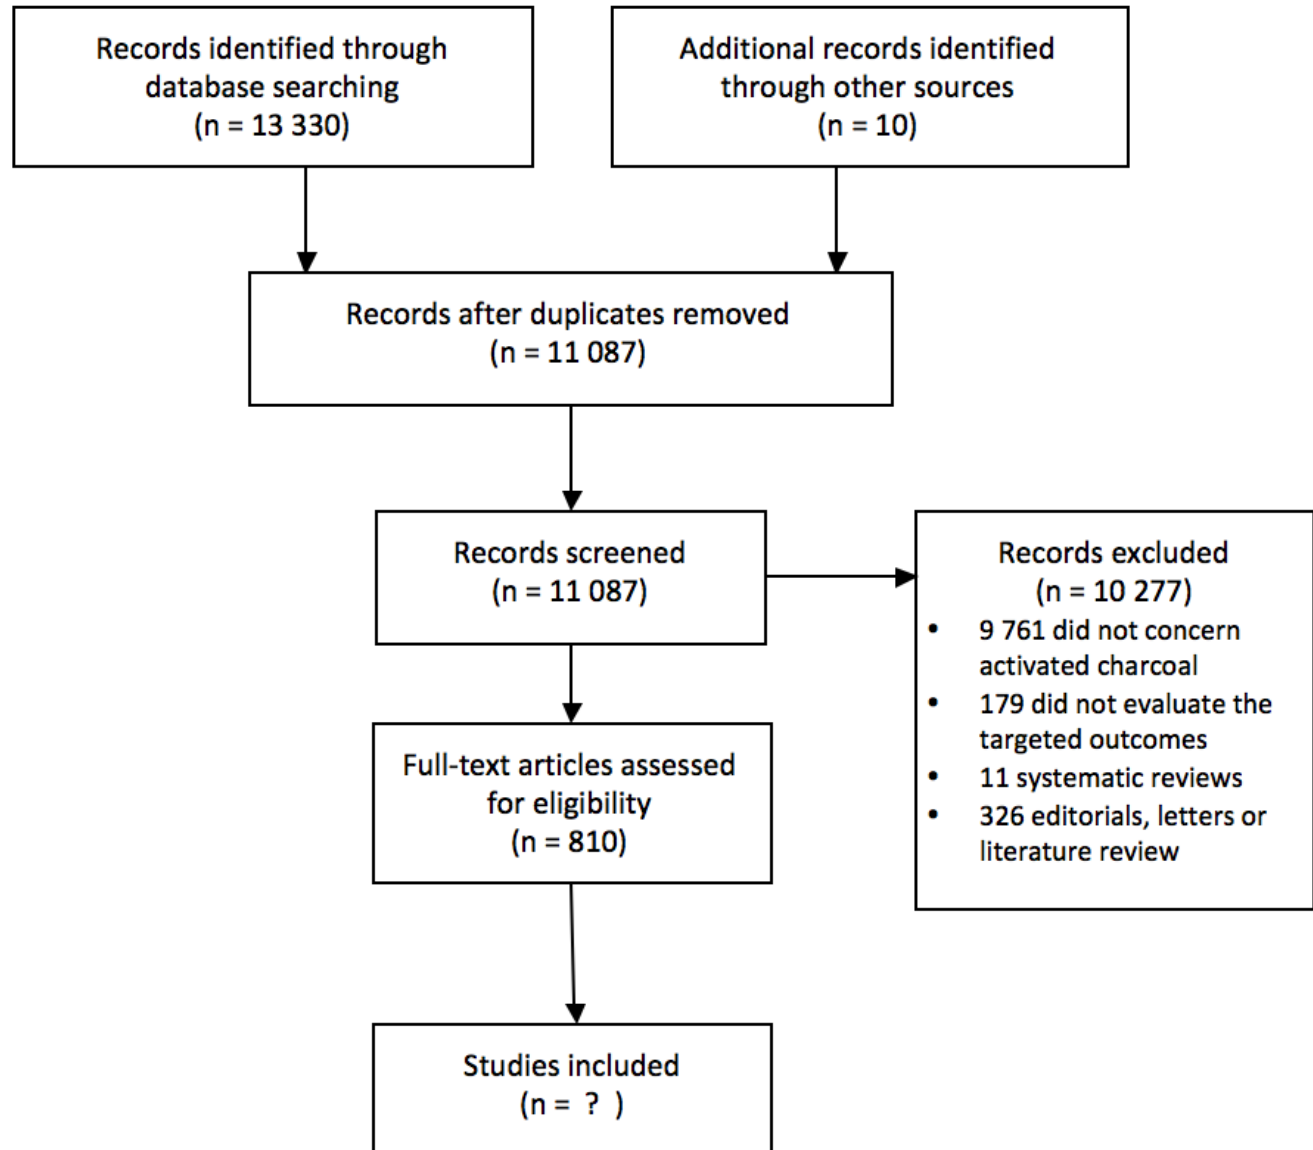 Records identified through
database searching
(n = 13 330)
Additional records identified
through other sources
(n = 10)
Records after duplicates removed
(n = 11 087)
Records screened
(n = 11 087)
Records excluded
(n = 10 277)
• 9 761 did not concern
activated charcoal
• 179 did not evaluate the
targeted outcomes
• 11 systematic reviews
• 326 editorials, letters or
literature review
Full-text articles assessed
for eligibility
(n = 810)
Studies included
(n = ? )